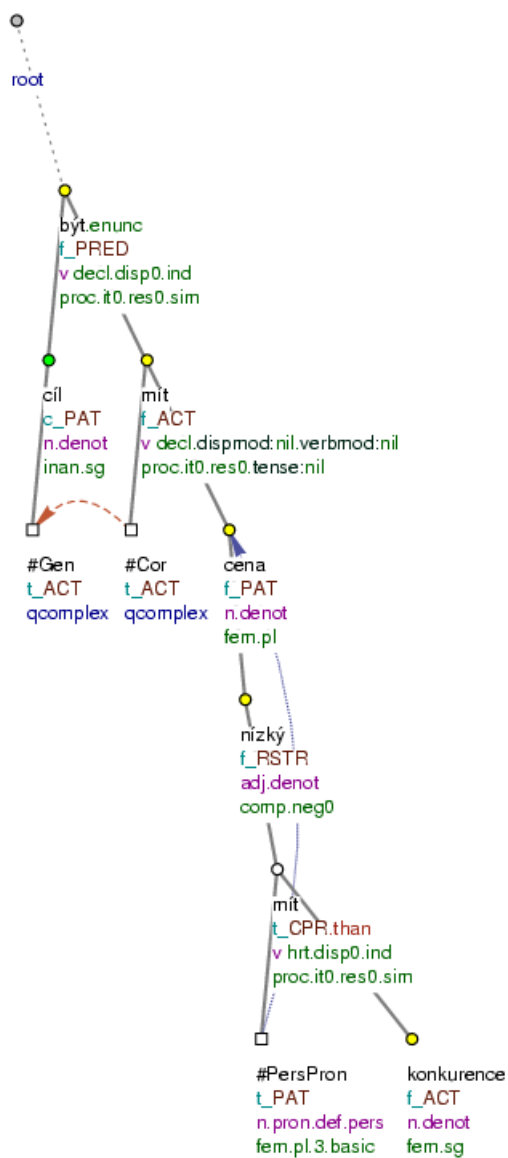 root
být.enunc
f_PRED
v decl.disp0.ind
proc.it0.res0.sim
cíl
c_PAT
n.denot
inan.sg
mít
f_ACT
v decl.dispmod:nil.verbmod:nil
proc.it0.res0.tense:nil
#Gen
t_ACT
qcomplex
#Cor
t_ACT
qcomplex
cena
f_PAT
n.denot
fem.pl
nízký
f_RSTR
adj.denot
comp.neg0
mít
t_CPR.than
v hrt.disp0.ind
proc.it0.res0.sim
#PersPron
t_PAT
n.pron.def.pers
fem.pl.3.basic
konkurence
f_ACT
n.denot
fem.sg